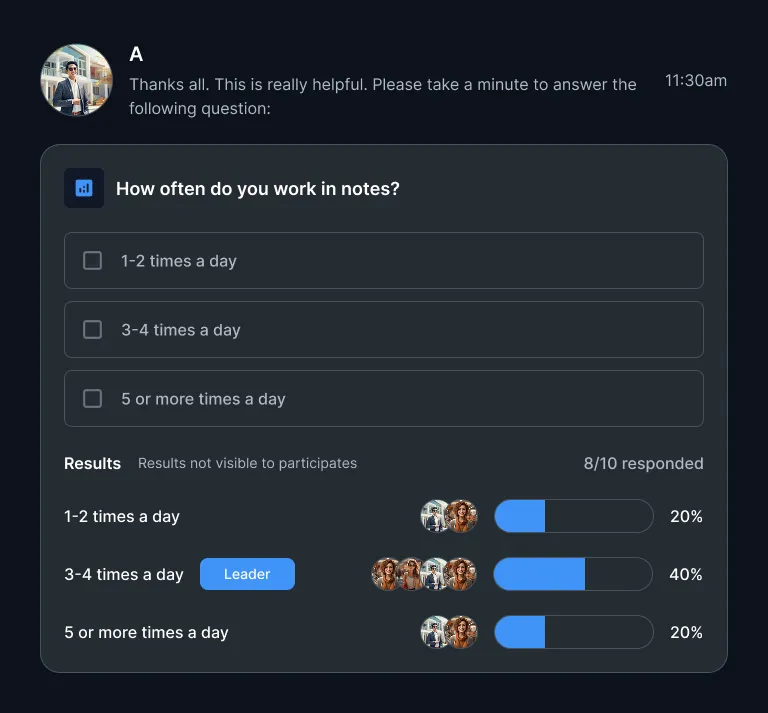 A
Thanks all. This is really helpful. Please take a minute to answer the
following question:
11:30am
How often do you work in notes?
1-2 times a day
3-4 times a day
5 or more times a day
Results Results not visible to participates 8/10 responded
1-2 times a day 20%
3-4 times a day Leader 40%
5 or more times a day 20%